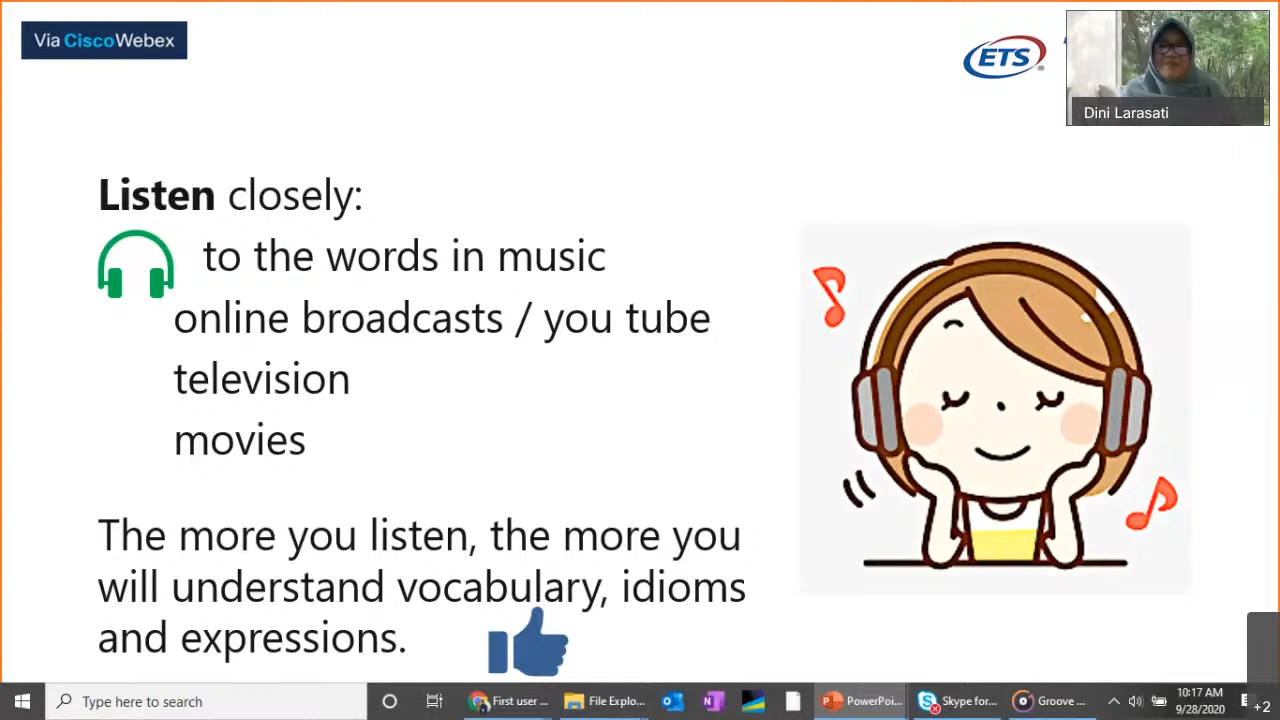 Via CiscoWebex
ETS
Dini Larasati
Listen closely:
to the words in music
online broadcasts / you tube
television
movies
The more you listen, the more you
will understand vocabulary, idioms
and expressions.
Type here to search
First user ...
File Explo...
PowerPoi...
Skype for...
Groove ...
10:17 AM
9/28/2020
+2